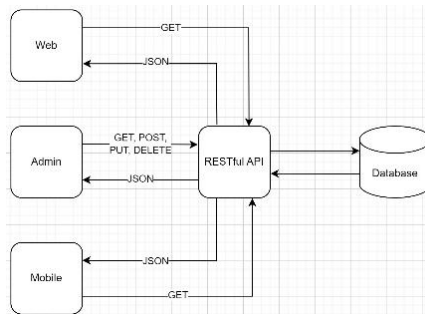 GET
Web
JSON
GET, POST,
PUT, DELETE
Admin
RESTful API
JSON
Database
JSON
Mobile
GET